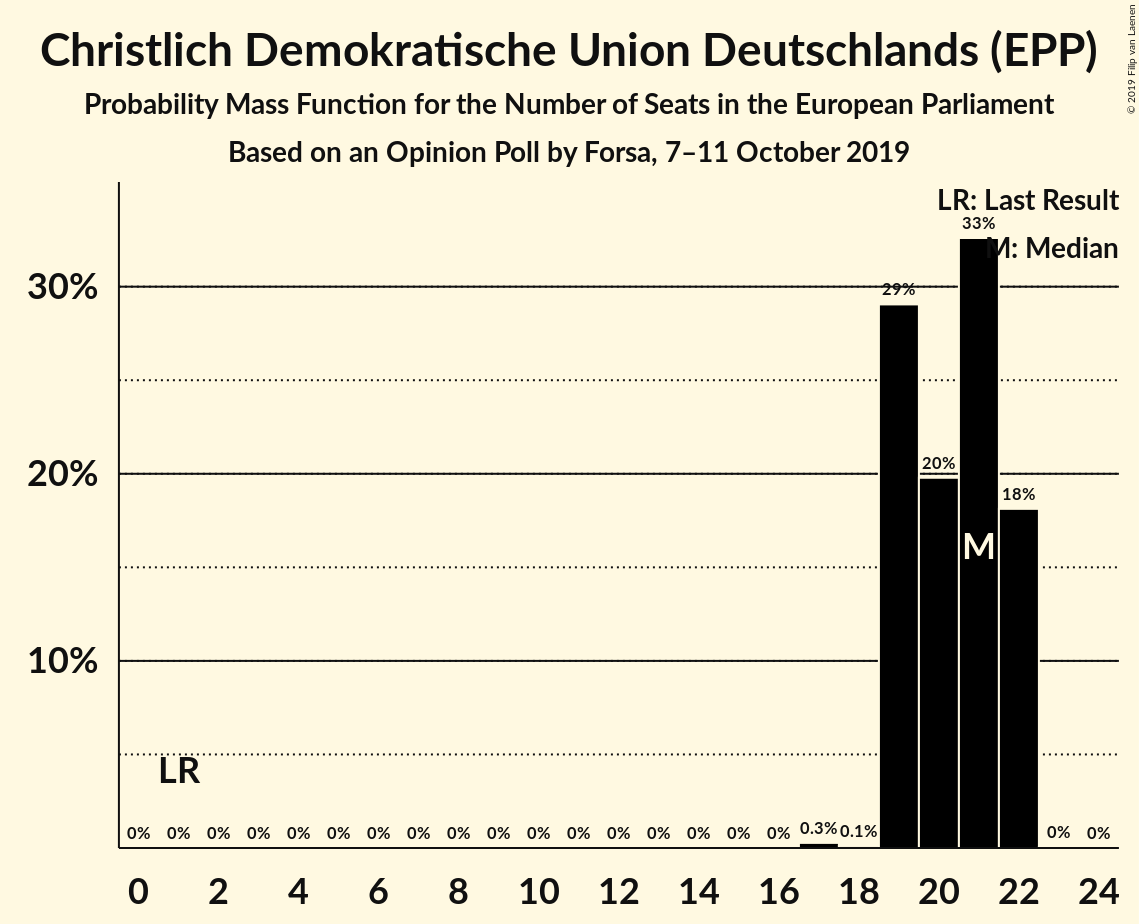 Christlich Demokratische Union Deutschlands (EPP)
Probability Mass Function for the Number of Seats in the European Parliament
Based on an Opinion Poll by Forsa, 7–11 October 2019
© 2019 Filip van Laenen
LR: Last Result
M: Median
33%
30%
29%
20%
20%
18%
M
10%
LR
0% 0% 0% 0% 0% 0% 0% 0% 0% 0% 0% 0% 0% 0% 0% 0% 0% 0.3% 0.1% 0% 0%
0 2 4 6 8 10 12 14 16 18 20 22 24